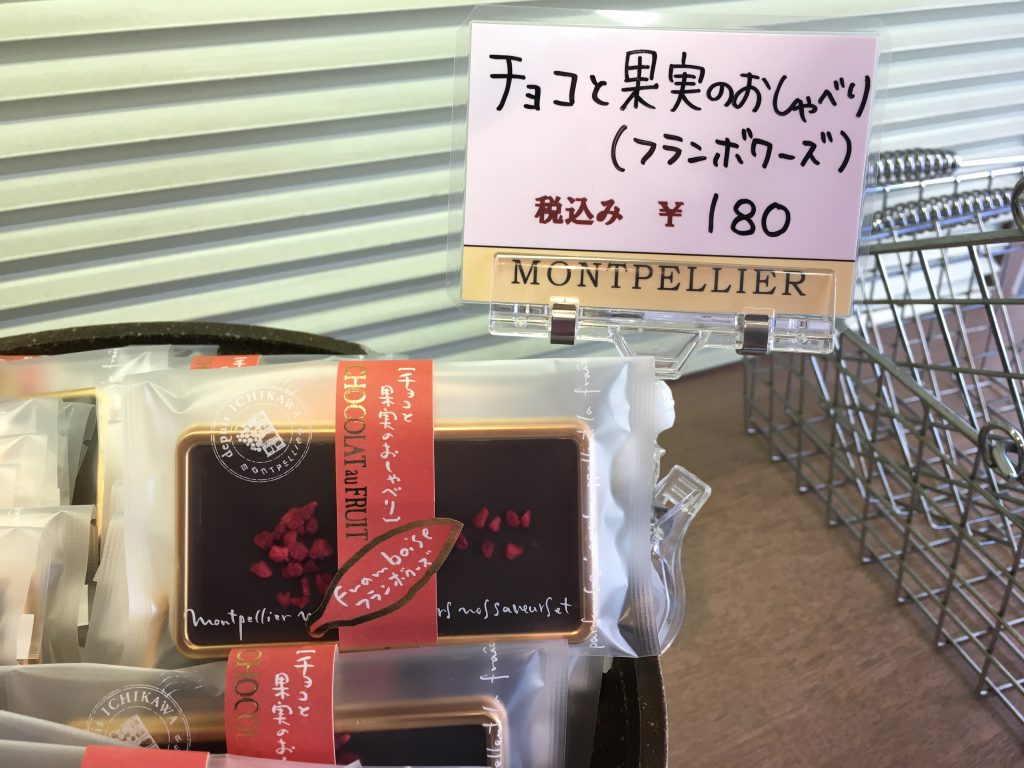 チョコと果実のおしゃべり
(フランボワーズ)
税込み ¥180
MONTPELLIER
depuis ICHIKAWA
MONTPELLIER
【チョコと
果実のおしゃべり】
CHOCOLAT au FRUIT
Framboise
フランボワーズ
montpellier
nos saveurs et
【チョコと
果実のお
CHOCOL
ICHIKAWA